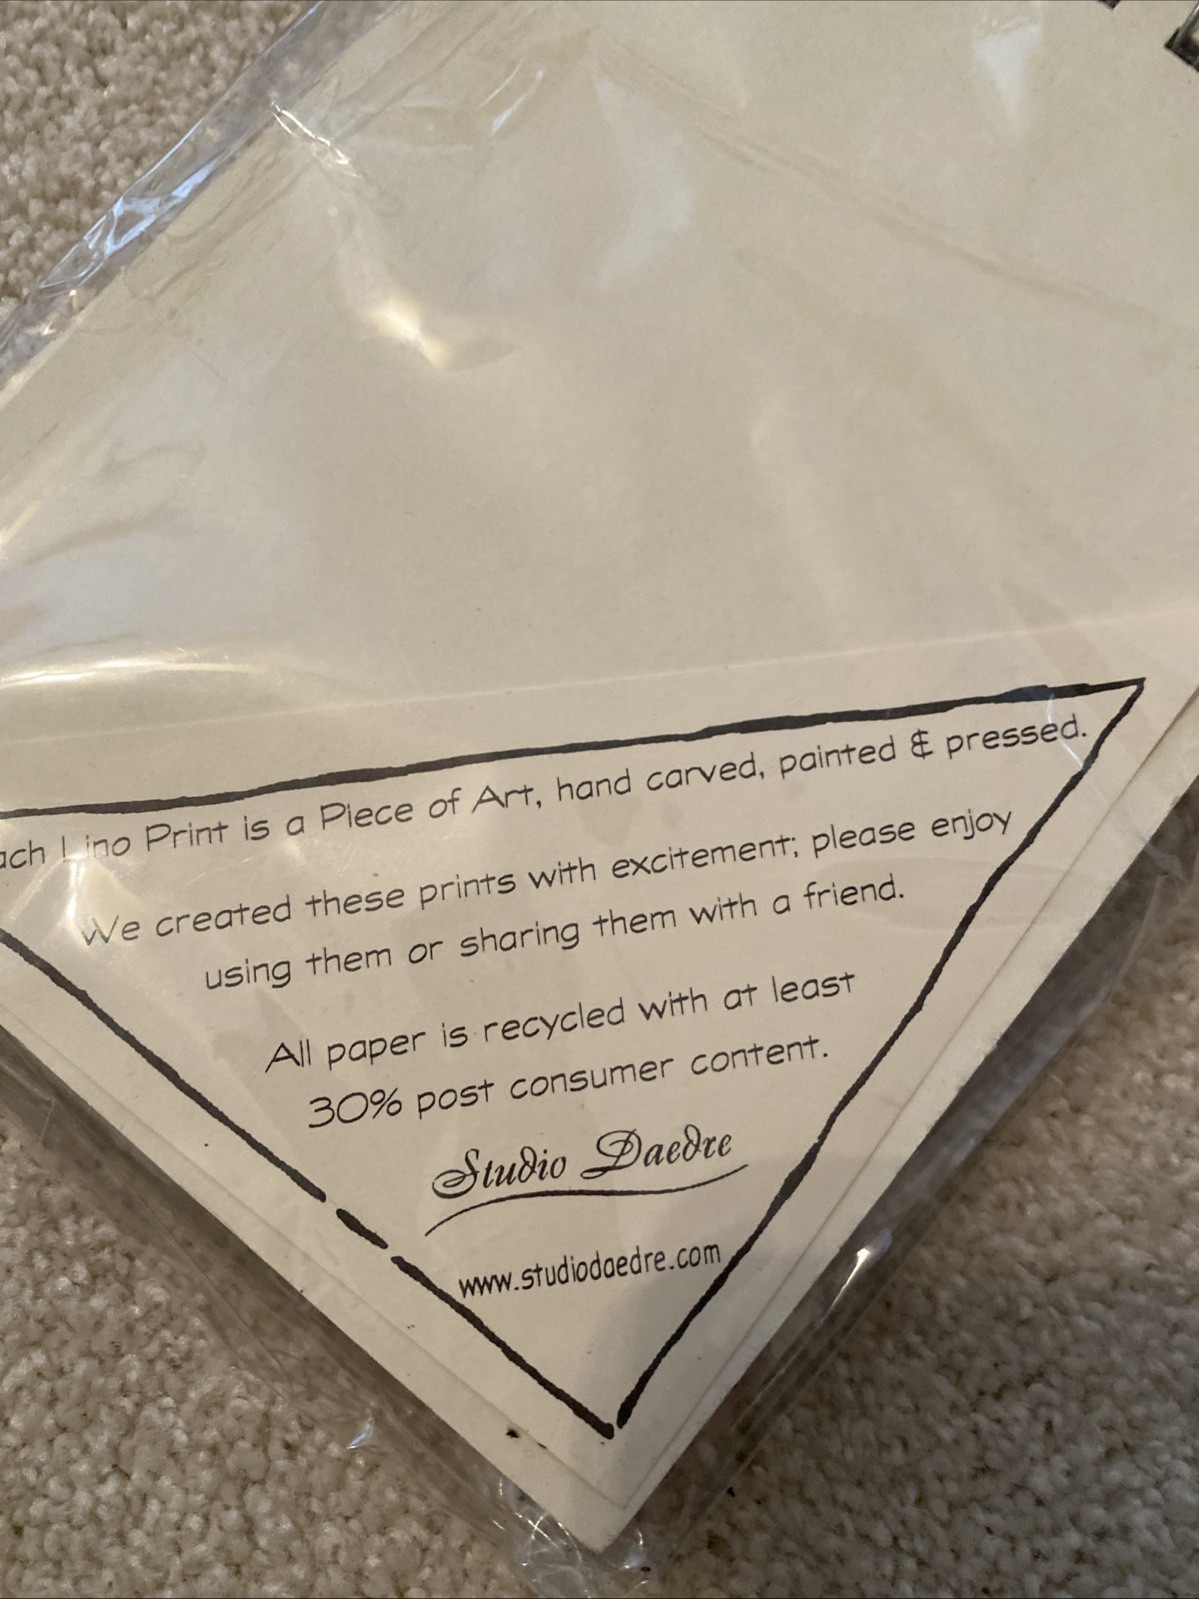 ach Lino Print is a Piece of Art, hand carved, painted & pressed.
We created these prints with excitement; please enjoy
using them or sharing them with a friend.
All paper is recycled with at least
30% post consumer content.
Studio Daedre
www.studiodaedre.com